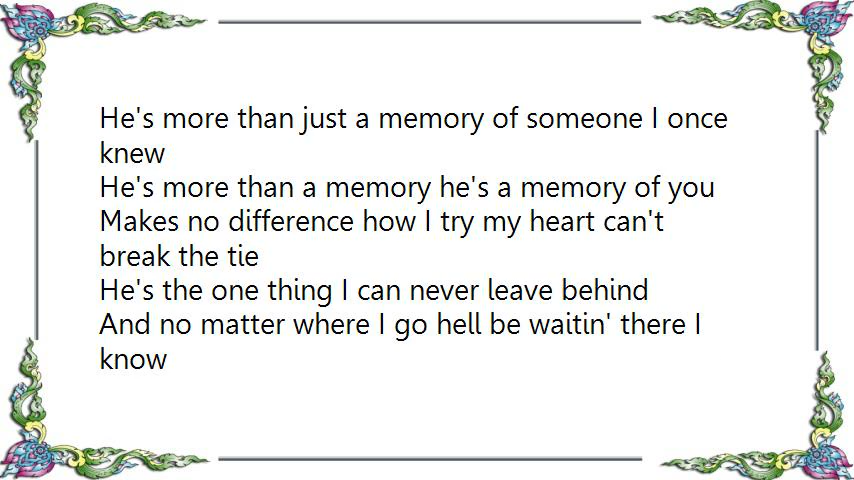 He's more than just a memory of someone I once
knew
He's more than a memory he's a memory of you
Makes no difference how I try my heart can't
break the tie
He's the one thing I can never leave behind
And no matter where I go hell be waitin' there I
know